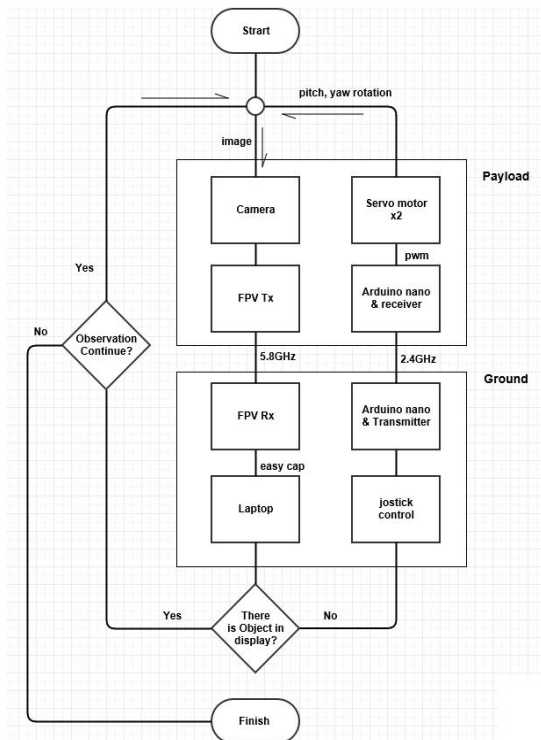 Strart
pitch, yaw rotation
image
Payload
Camera
Servo motor
x2
pwm
Yes
FPV Tx
Arduino nano
& receiver
No
Observation
Continue?
5.8GHz
2.4GHz
Ground
FPV Rx
Arduino nano
& Transmitter
easy cap
Laptop
jostick
control
Yes
There
is Object in
display?
No
Finish